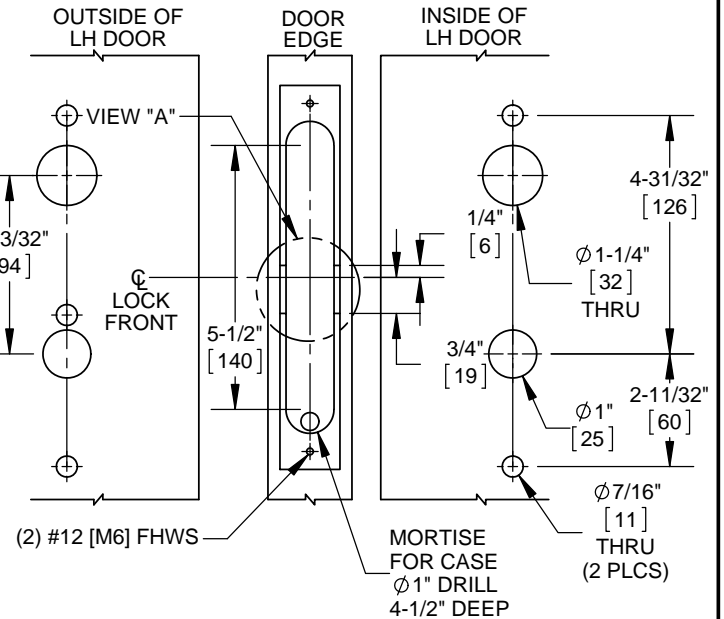 OUTSIDE OF
LH DOOR
DOOR
EDGE
INSIDE OF
LH DOOR
VIEW "A"
3/32"
94]
℄
LOCK
FRONT
5-1/2"
[140]
1/4"
[6]
3/4"
[19]
4-31/32"
[126]
Ø1-1/4"
[32]
THRU
Ø1"
[25]
2-11/32"
[60]
Ø7/16"
[11]
THRU
(2 PLCS)
(2) #12 [M6] FHWS
MORTISE
FOR CASE
Ø1" DRILL
4-1/2" DEEP